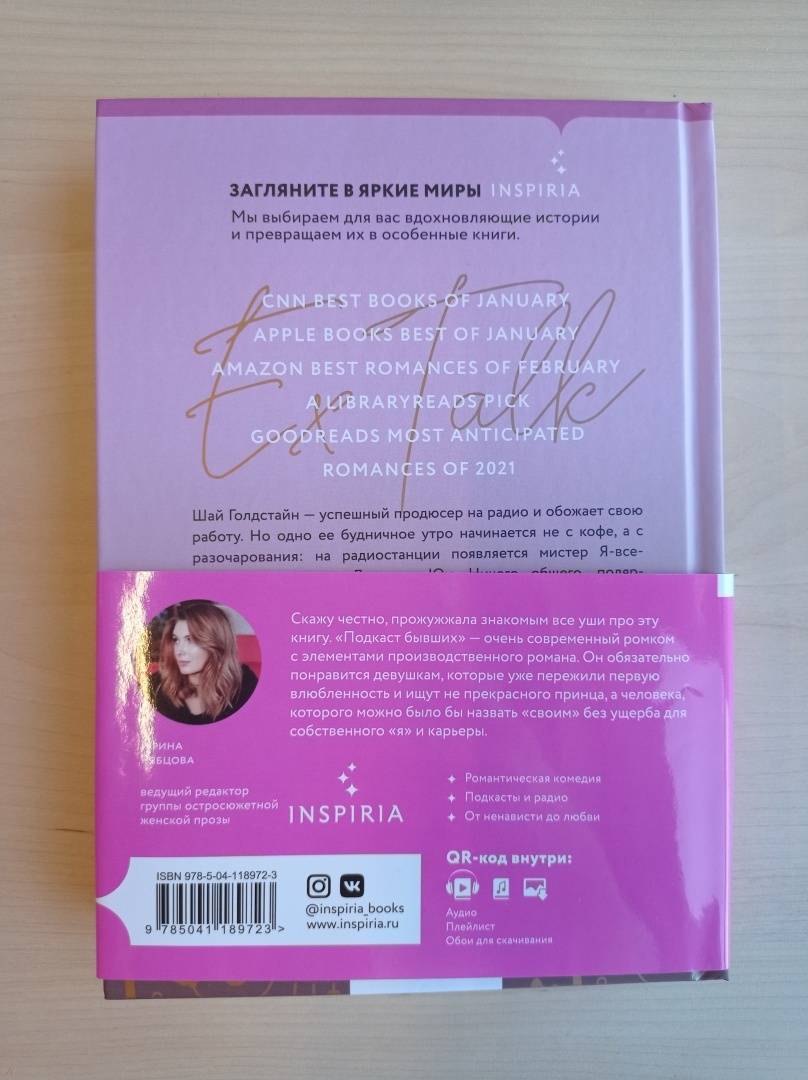 ЗАГЛЯНИТЕ В ЯРКИЕ МИРЫ INSPIRIA
Мы выбираем для вас вдохновляющие истории
и превращаем их в особенные книги.
Ex Talk
CNN BEST BOOKS OF JANUARY
APPLE BOOKS BEST OF JANUARY
AMAZON BEST ROMANCES OF FEBRUARY
A LIBRARYREADS PICK
GOODREADS MOST ANTICIPATED
ROMANCES OF 2021
Шай Голдстайн — успешный продюсер на радио и обожает свою
работу. Но одно ее будничное утро начинается не с кофе, а с
разочарования: на радиостанции появляется мистер Я-все-
Скажу честно, прожужжала знакомым все уши про эту
книгу. «Подкаст бывших» — очень современный ромком
с элементами производственного романа. Он обязательно
понравится девушкам, которые уже пережили первую
влюбленность и ищут не прекрасного принца, а человека,
которого можно было бы назвать «своим» без ущерба для
собственного «я» и карьеры.
ведущий редактор
группы остросюжетной
женской прозы
INSPIRIA
Романтическая комедия
Подкасты и радио
От ненависти до любви
QR-код внутри:
Аудио
Плейлист
Обои для скачивания
ISBN 978-5-04-118972-3
9 785041 189723 >
@inspiria_books
www.inspiria.ru